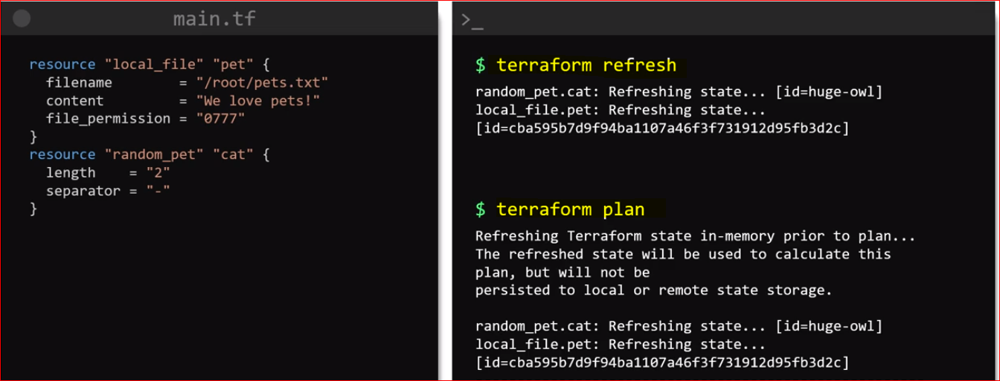 main.tf
resource "local_file" "pet" {
  filename        = "/root/pets.txt"
  content         = "We love pets!"
  file_permission = "0777"
}
resource "random_pet" "cat" {
  length    = "2"
  separator = "-"
}
>_
$ terraform refresh
random_pet.cat: Refreshing state... [id=huge-owl]
local_file.pet: Refreshing state...
[id=cba595b7d9f94ba1107a46f3f731912d95fb3d2c]
$ terraform plan
Refreshing Terraform state in-memory prior to plan...
The refreshed state will be used to calculate this
plan, but will not be
persisted to local or remote state storage.
random_pet.cat: Refreshing state... [id=huge-owl]
local_file.pet: Refreshing state...
[id=cba595b7d9f94ba1107a46f3f731912d95fb3d2c]